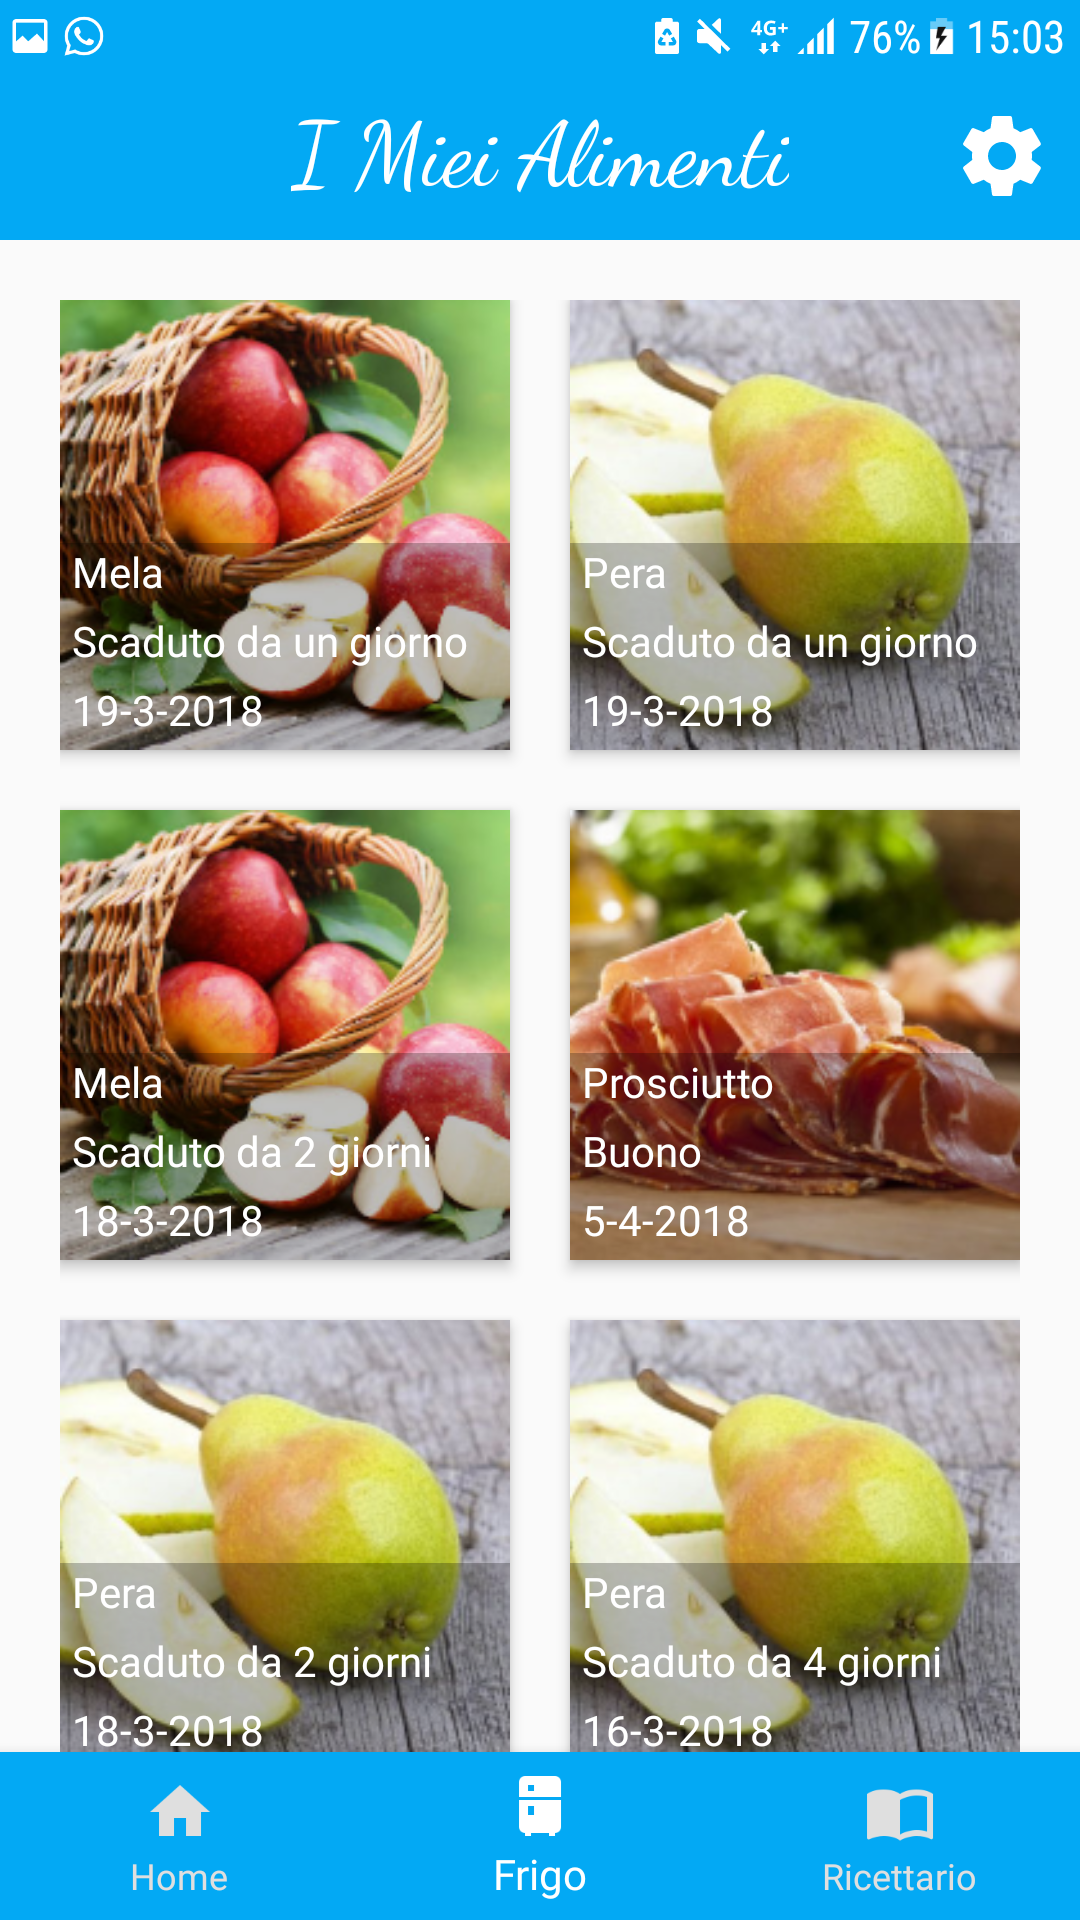 4G+ 76% 15:03
I Miei Alimenti
Mela
Scaduto da un giorno
19-3-2018
Pera
Scaduto da un giorno
19-3-2018
Mela
Scaduto da 2 giorni
18-3-2018
Prosciutto
Buono
5-4-2018
Pera
Scaduto da 2 giorni
18-3-2018
Pera
Scaduto da 4 giorni
16-3-2018
Home
Frigo
Ricettario